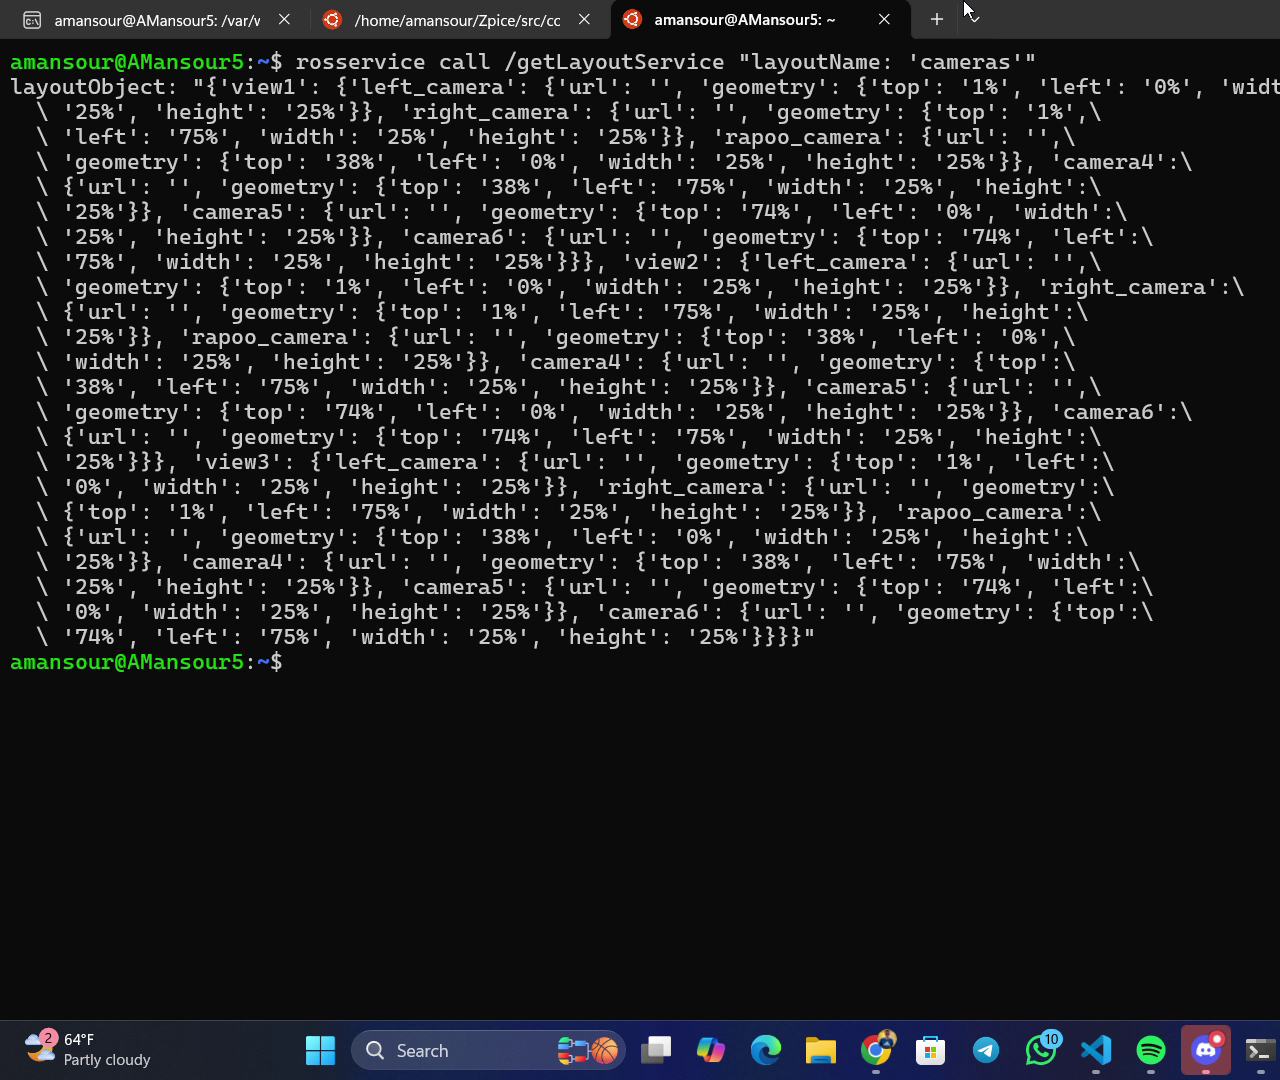 amansour@AMansour5: /var/v
/home/amansour/Zpice/src/cc
amansour@AMansour5: ~
amansour@AMansour5:~$ rosservice call /getLayoutService "layoutName: 'cameras'"
layoutObject: "{'view1': {'left_camera': {'url': '', 'geometry': {'top': '1%', 'left': '0%', 'widt
\ '25%', 'height': '25%'}}, 'right_camera': {'url': '', 'geometry': {'top': '1%',\
\ 'left': '75%', 'width': '25%', 'height': '25%'}}, 'rapoo_camera': {'url': '',\
\ 'geometry': {'top': '38%', 'left': '0%', 'width': '25%', 'height': '25%'}}, 'camera4':\
\ {'url': '', 'geometry': {'top': '38%', 'left': '75%', 'width': '25%', 'height':\
\ '25%'}}, 'camera5': {'url': '', 'geometry': {'top': '74%', 'left': '0%', 'width':\
\ '25%', 'height': '25%'}}, 'camera6': {'url': '', 'geometry': {'top': '74%', 'left':\
\ '75%', 'width': '25%', 'height': '25%'}}}, 'view2': {'left_camera': {'url': '',\
\ 'geometry': {'top': '1%', 'left': '0%', 'width': '25%', 'height': '25%'}}, 'right_camera':\
\ {'url': '', 'geometry': {'top': '1%', 'left': '75%', 'width': '25%', 'height':\
\ '25%'}}, 'rapoo_camera': {'url': '', 'geometry': {'top': '38%', 'left': '0%',\
\ 'width': '25%', 'height': '25%'}}, 'camera4': {'url': '', 'geometry': {'top':\
\ '38%', 'left': '75%', 'width': '25%', 'height': '25%'}}, 'camera5': {'url': '',\
\ 'geometry': {'top': '74%', 'left': '0%', 'width': '25%', 'height': '25%'}}, 'camera6':\
\ {'url': '', 'geometry': {'top': '74%', 'left': '75%', 'width': '25%', 'height':\
\ '25%'}}}, 'view3': {'left_camera': {'url': '', 'geometry': {'top': '1%', 'left':\
\ '0%', 'width': '25%', 'height': '25%'}}, 'right_camera': {'url': '', 'geometry':\
\ {'top': '1%', 'left': '75%', 'width': '25%', 'height': '25%'}}, 'rapoo_camera':\
\ {'url': '', 'geometry': {'top': '38%', 'left': '0%', 'width': '25%', 'height':\
\ '25%'}}, 'camera4': {'url': '', 'geometry': {'top': '38%', 'left': '75%', 'width':\
\ '25%', 'height': '25%'}}, 'camera5': {'url': '', 'geometry': {'top': '74%', 'left':\
\ '0%', 'width': '25%', 'height': '25%'}}, 'camera6': {'url': '', 'geometry': {'top':\
\ '74%', 'left': '75%', 'width': '25%', 'height': '25%'}}}}"
amansour@AMansour5:~$
2
64°F
Partly cloudy
Search
10